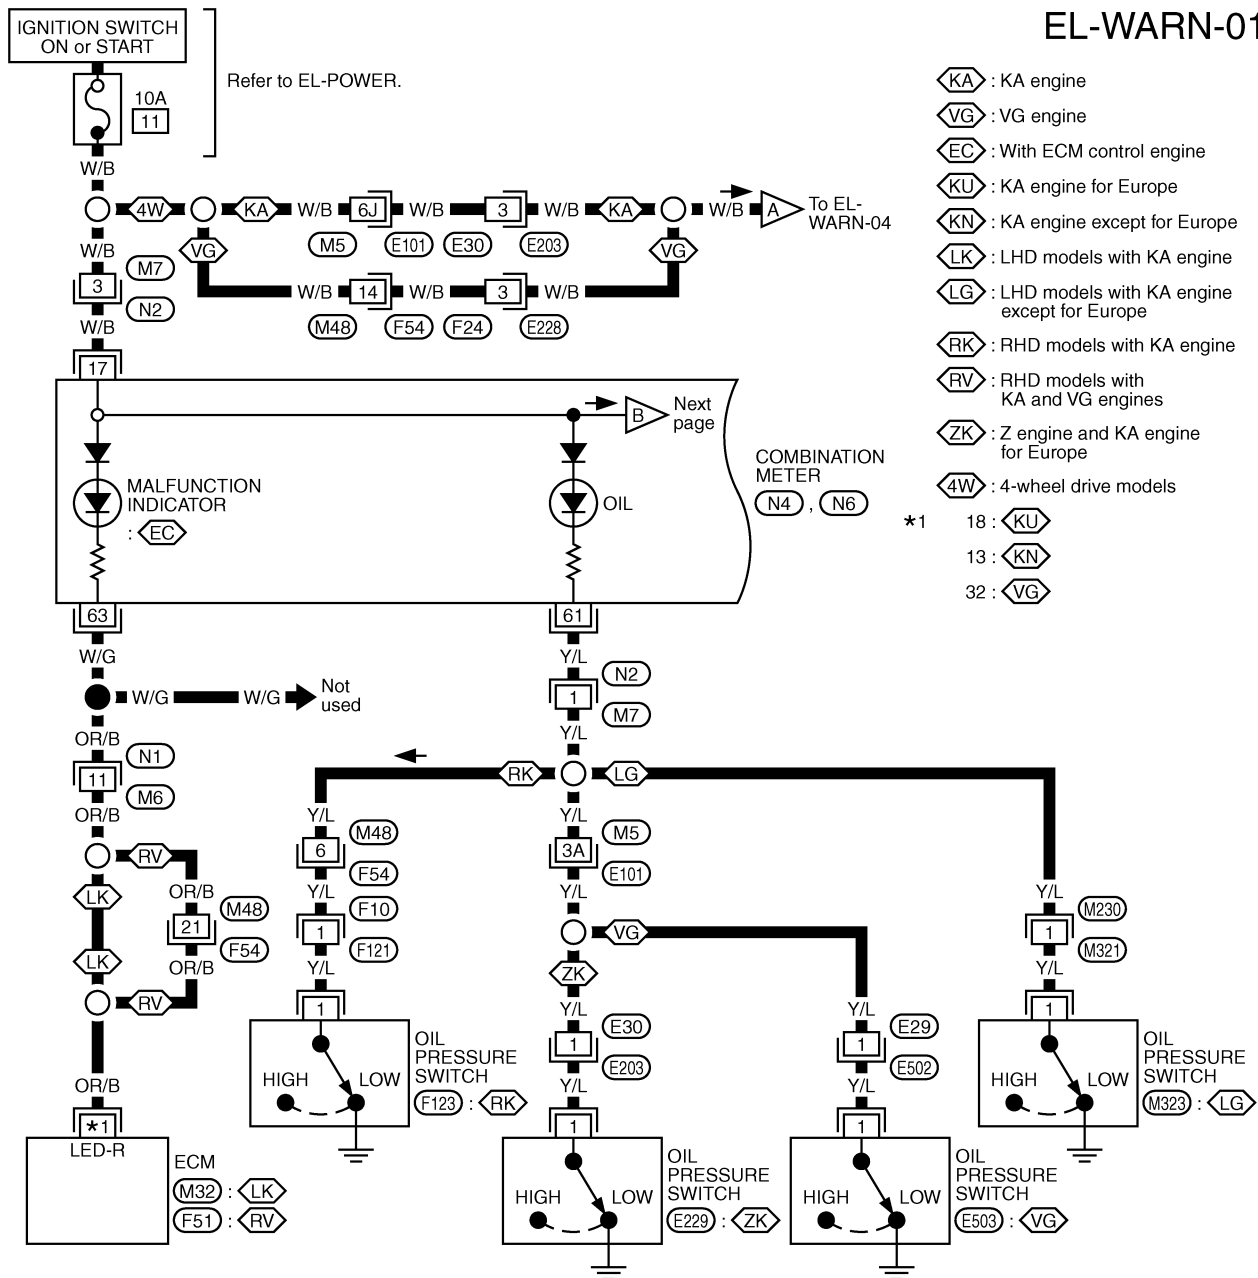 EL-WARN-01
IGNITION SWITCH
ON or START
Refer to EL-POWER.
10A
11
W/B
4W
KA
W/B
6J
W/B
3
W/B
KA
W/B
A
To EL-
WARN-04
M5
E101
E30
E203
VG
VG
W/B
14
W/B
3
W/B
M48
F54
F24
E228
W/B
M7
3
N2
W/B
17
KA : KA engine
VG : VG engine
EC : With ECM control engine
KU : KA engine for Europe
KN : KA engine except for Europe
LK : LHD models with KA engine
LG : LHD models with KA engine
except for Europe
RK : RHD models with KA engine
RV : RHD models with
KA and VG engines
ZK : Z engine and KA engine
for Europe
4W : 4-wheel drive models
*1 18 : KU
13 : KN
32 : VG
B
Next
page
MALFUNCTION
INDICATOR
: EC
OIL
COMBINATION
METER
N4 , N6
63
61
W/G
W/G
W/G
Not
used
OR/B
N1
11
M6
OR/B
RV
LK
OR/B
M48
21
F54
LK
OR/B
RV
OR/B
*1
LED-R
ECM
M32 : LK
F51 : RV
Y/L
N2
1
M7
Y/L
RK
LG
Y/L
M48
6
F54
Y/L
F10
1
F121
Y/L
1
HIGH
LOW
OIL
PRESSURE
SWITCH
F123 : RK
Y/L
M5
3A
E101
Y/L
VG
ZK
Y/L
E30
1
E203
Y/L
1
HIGH
LOW
OIL
PRESSURE
SWITCH
E229 : ZK
Y/L
E29
1
E502
Y/L
1
HIGH
LOW
OIL
PRESSURE
SWITCH
E503 : VG
Y/L
M230
1
M321
Y/L
1
HIGH
LOW
OIL
PRESSURE
SWITCH
M323 : LG